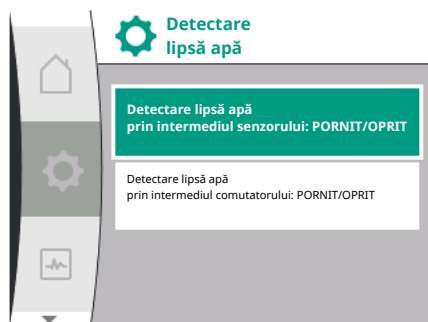 Detectare
lipsă apă
Detectare lipsă apă
prin intermediul senzorului: PORNIT/OPRIT
Detectare lipsă apă
prin intermediul comutatorului: PORNIT/OPRIT